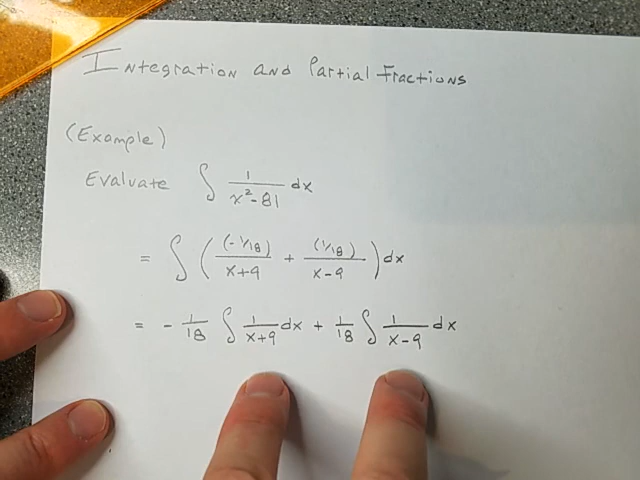 Integration and Partial Fractions
(Example)
Evaluate ∫ 1/(x²-81) dx
= ∫ ( (-1/18)/(x+9) + (1/18)/(x-9) ) dx
= - 1/18 ∫ 1/(x+9) dx + 1/18 ∫ 1/(x-9) dx